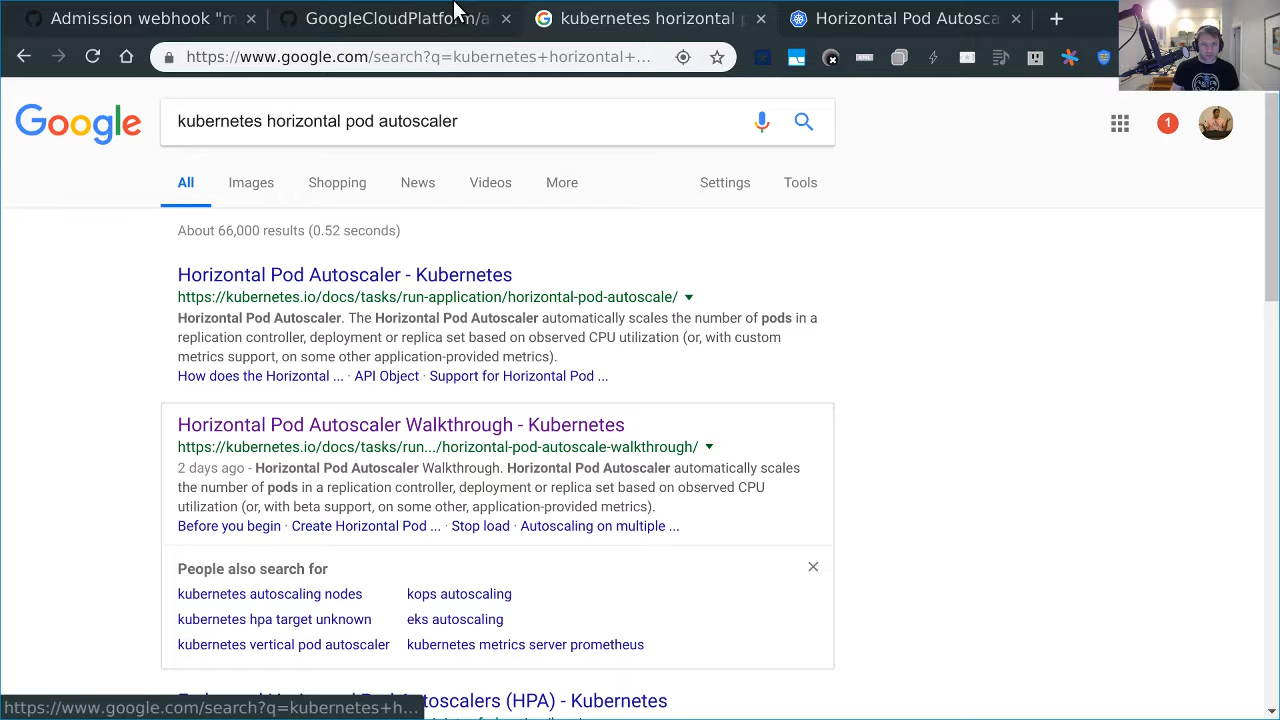 Admission webhook "m
GoogleCloudPlatform/a
kubernetes horizontal p
Horizontal Pod Autosca
https://www.google.com/search?q=kubernetes+horizontal+...
Google
kubernetes horizontal pod autoscaler
1
All
Images
Shopping
News
Videos
More
Settings
Tools
About 66,000 results (0.52 seconds)
Horizontal Pod Autoscaler - Kubernetes
https://kubernetes.io/docs/tasks/run-application/horizontal-pod-autoscale/
Horizontal Pod Autoscaler. The Horizontal Pod Autoscaler automatically scales the number of pods in a
replication controller, deployment or replica set based on observed CPU utilization (or, with custom
metrics support, on some other application-provided metrics).
How does the Horizontal ... · API Object · Support for Horizontal Pod ...
Horizontal Pod Autoscaler Walkthrough - Kubernetes
https://kubernetes.io/docs/tasks/run.../horizontal-pod-autoscale-walkthrough/
2 days ago - Horizontal Pod Autoscaler Walkthrough. Horizontal Pod Autoscaler automatically scales
the number of pods in a replication controller, deployment or replica set based on observed CPU
utilization (or, with beta support, on some other, application-provided metrics).
Before you begin · Create Horizontal Pod ... · Stop load · Autoscaling on multiple ...
People also search for
kubernetes autoscaling nodes
kops autoscaling
kubernetes hpa target unknown
eks autoscaling
kubernetes vertical pod autoscaler
kubernetes metrics server prometheus
Autoscalers (HPA) - Kubernetes
https://www.google.com/search?q=kubernetes+h...